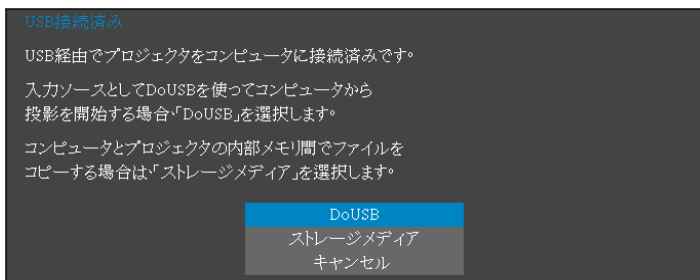 USB接続済み
USB経由でプロジェクタをコンピュータに接続済みです。
入力ソースとしてDoUSBを使ってコンピュータから
投影を開始する場合、「DoUSB」を選択します。
コンピュータとプロジェクタの内部メモリ間でファイルを
コピーする場合は、「ストレージメディア」を選択します。
DoUSB
ストレージメディア
キャンセル